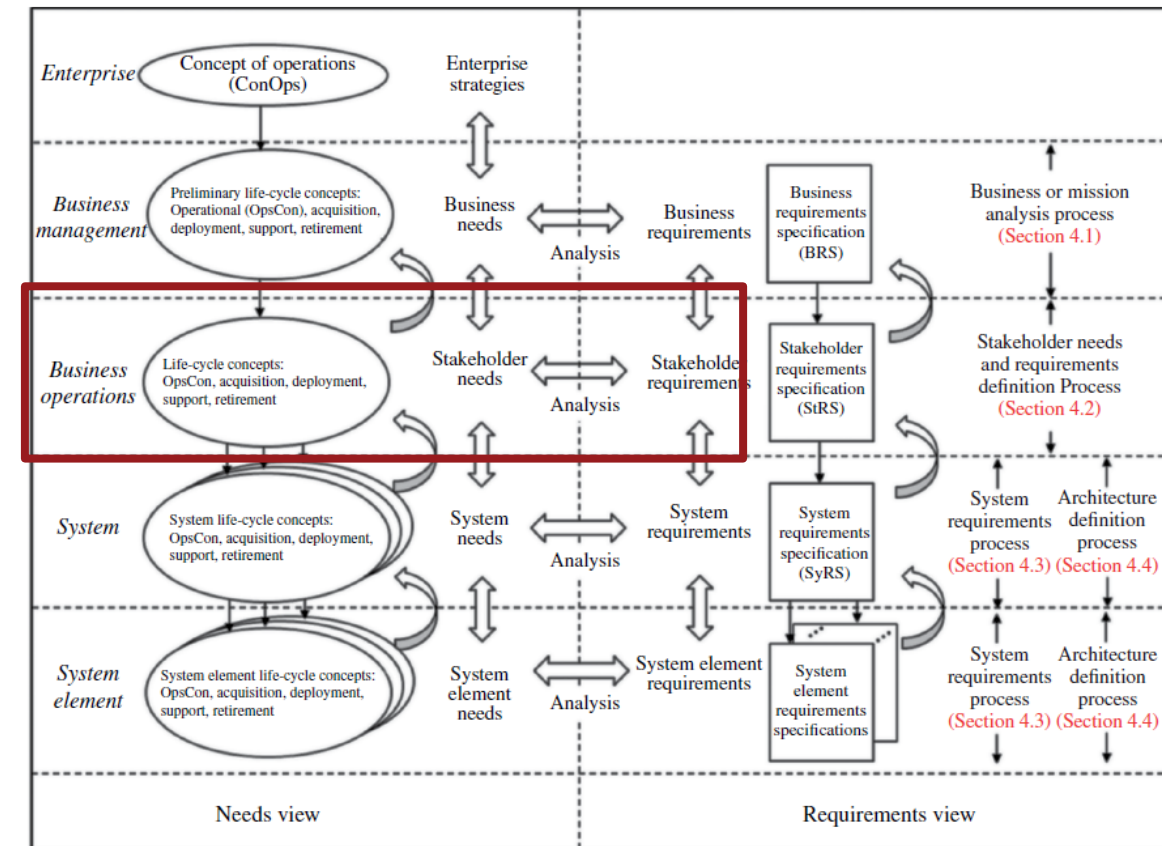 Enterprise
Concept of operations
(ConOps)
Enterprise
strategies
Business
management
Preliminary life-cycle concepts:
Operational (OpsCon), acquisition,
deployment, support, retirement
Business
needs
Analysis
Business
requirements
Business
requirements
specification
(BRS)
Business or mission
analysis process
(Section 4.1)
Business
operations
Life-cycle concepts:
OpsCon, acquisition, deployment,
support, retirement
Stakeholder
needs
Analysis
Stakeholder
requirements
Stakeholder
requirements
specification
(StRS)
Stakeholder needs
and requirements
definition Process
(Section 4.2)
System
System life-cycle concepts:
OpsCon, acquisition, deployment,
support, retirement
System
needs
Analysis
System
requirements
System
requirements
specification
(SyRS)
System
requirements
process
(Section 4.3)
Architecture
definition
process
(Section 4.4)
System
element
System element life-cycle concepts:
OpsCon, acquisition, deployment,
support, retirement
System
element
needs
Analysis
System element
requirements
System
element
requirements
specifications
System
requirements
process
(Section 4.3)
Architecture
definition
process
(Section 4.4)
Needs view
Requirements view